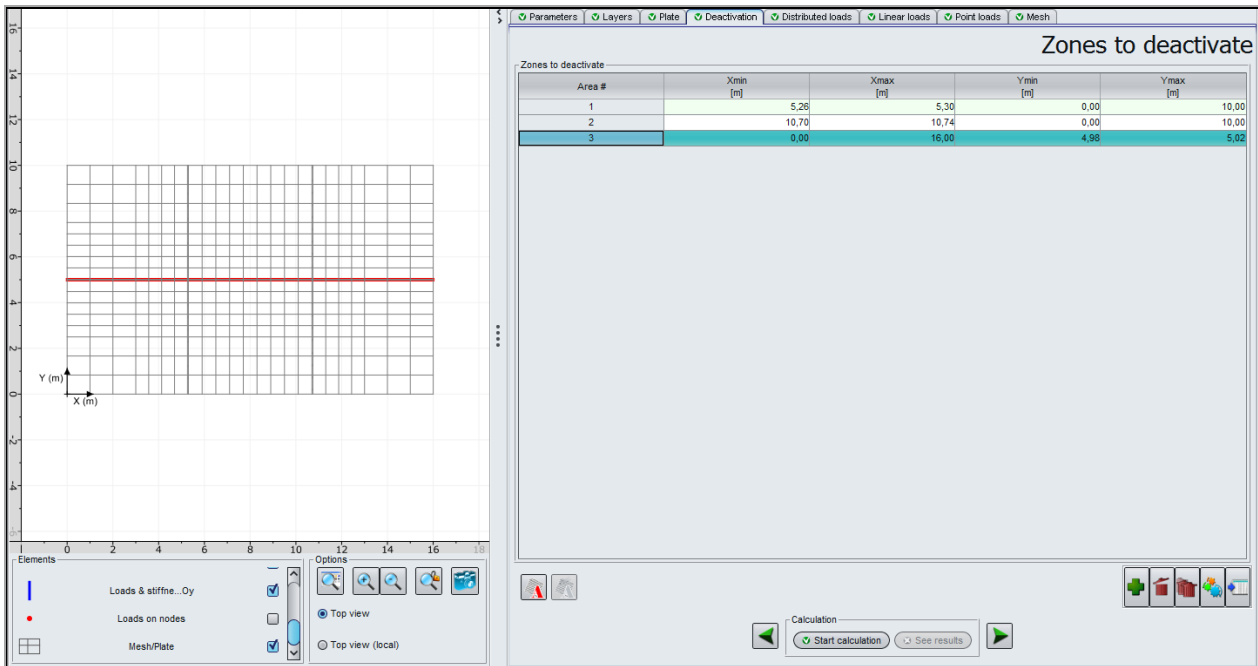 Parameters Layers Plate Deactivation Distributed loads Linear loads Point loads Mesh
Zones to deactivate
Zones to deactivate
Area # Xmin [m] Xmax [m] Ymin [m] Ymax [m]
1 5,26 5,30 0,00 10,00
2 10,70 10,74 0,00 10,00
3 0,00 16,00 4,98 5,02
16
14
12
10
8
6
4
2
0
-2
-4
Y (m)
X (m)
0 2 4 6 8 10 12 14 16 18
Elements
Loads & stiffne...Oy
Loads on nodes
Mesh/Plate
Options
Top view
Top view (local)
Calculation
Start calculation See results